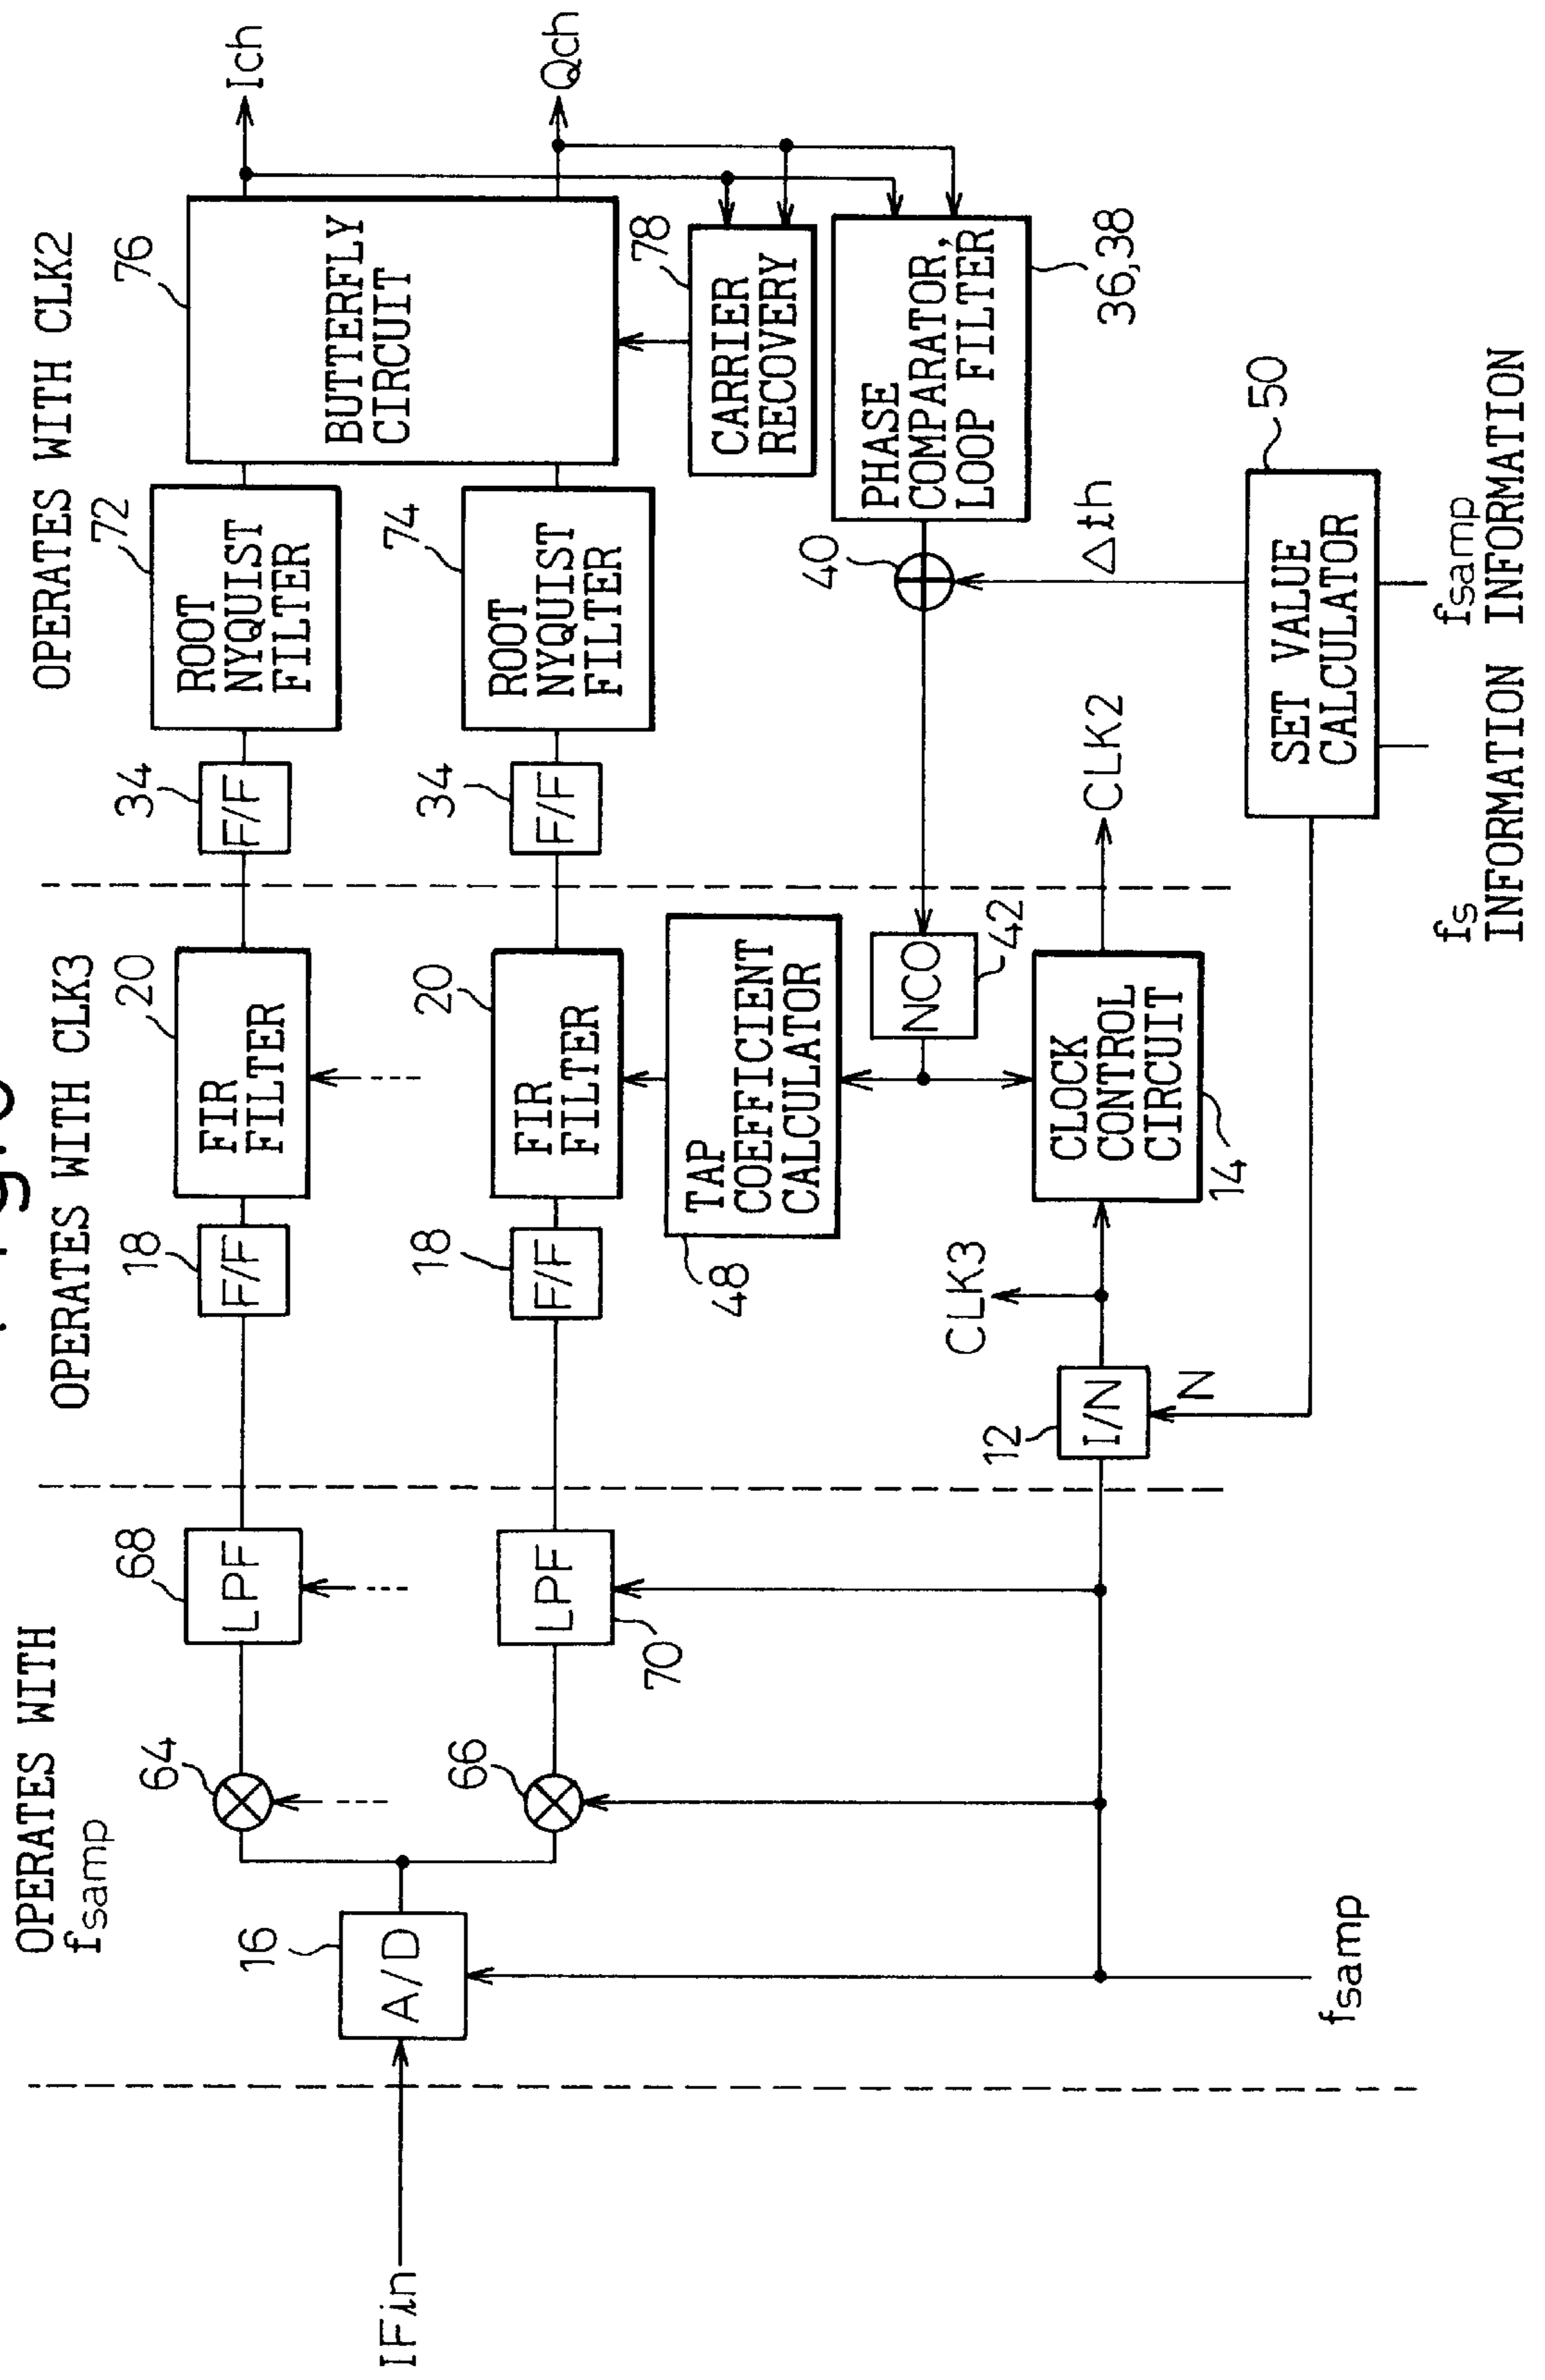 OPERATES WITH
fsamp
OPERATES WITH CLK3
OPERATES WITH CLK2
IFin
16
A/D
64
66
68
LPF
LPF
70
18
F/F
18
F/F
20
FIR
FILTER
20
FIR
FILTER
34
F/F
34
F/F
72
ROOT
NYQUIST
FILTER
74
ROOT
NYQUIST
FILTER
76
BUTTERFLY
CIRCUIT
Ich
Qch
78
CARRIER
RECOVERY
PHASE
COMPARATOR,
LOOP FILTER
36,38
40
Δth
NCO
42
TAP
COEFFICIENT
CALCULATOR
48
CLOCK
CONTROL
CIRCUIT
14
CLK2
CLK3
12
I/N
N
50
SET VALUE
CALCULATOR
fsamp
fs fsamp
INFORMATION INFORMATION